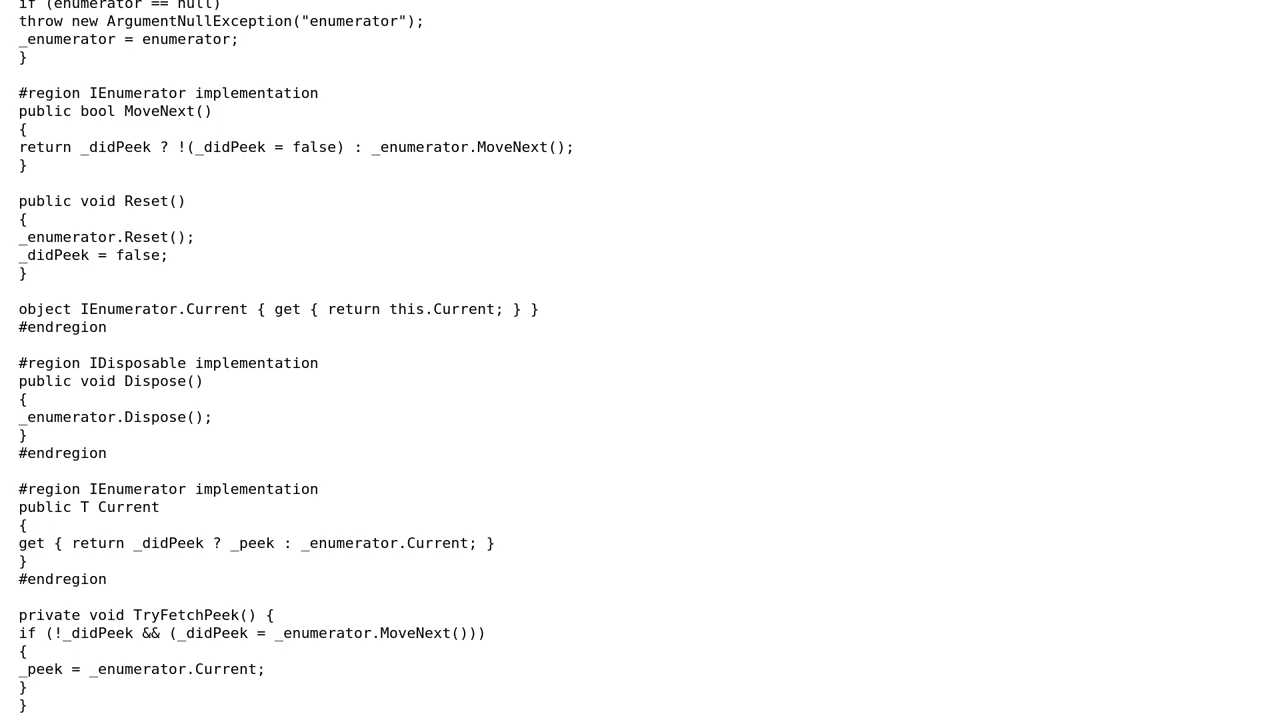 if (enumerator == null)
throw new ArgumentNullException("enumerator");
_enumerator = enumerator;
}
#region IEnumerator implementation
public bool MoveNext()
{
return _didPeek ? !(_didPeek = false) : _enumerator.MoveNext();
}
public void Reset()
{
_enumerator.Reset();
_didPeek = false;
}
object IEnumerator.Current { get { return this.Current; } }
#endregion
#region IDisposable implementation
public void Dispose()
{
_enumerator.Dispose();
}
#endregion
#region IEnumerator implementation
public T Current
{
get { return _didPeek ? _peek : _enumerator.Current; }
}
#endregion
private void TryFetchPeek() {
if (!_didPeek && (_didPeek = _enumerator.MoveNext()))
{
_peek = _enumerator.Current;
}
}